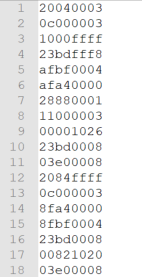 1 20040003
2 0c000003
3 1000ffff
4 23bdfff8
5 afbf0004
6 afa40000
7 28880001
8 11000003
9 00001026
10 23bd0008
11 03e00008
12 2084ffff
13 0c000003
14 8fa40000
15 8fbf0004
16 23bd0008
17 00821020
18 03e00008